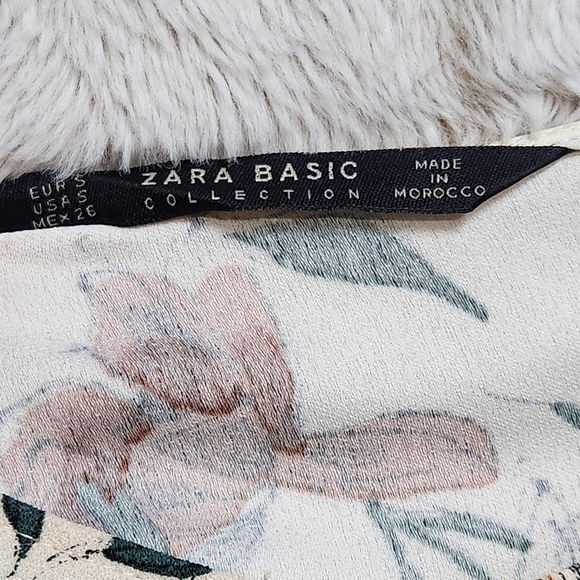 EUR S
USA S
MEX 26
ZARA BASIC
COLLECTION
MADE
IN
MOROCCO